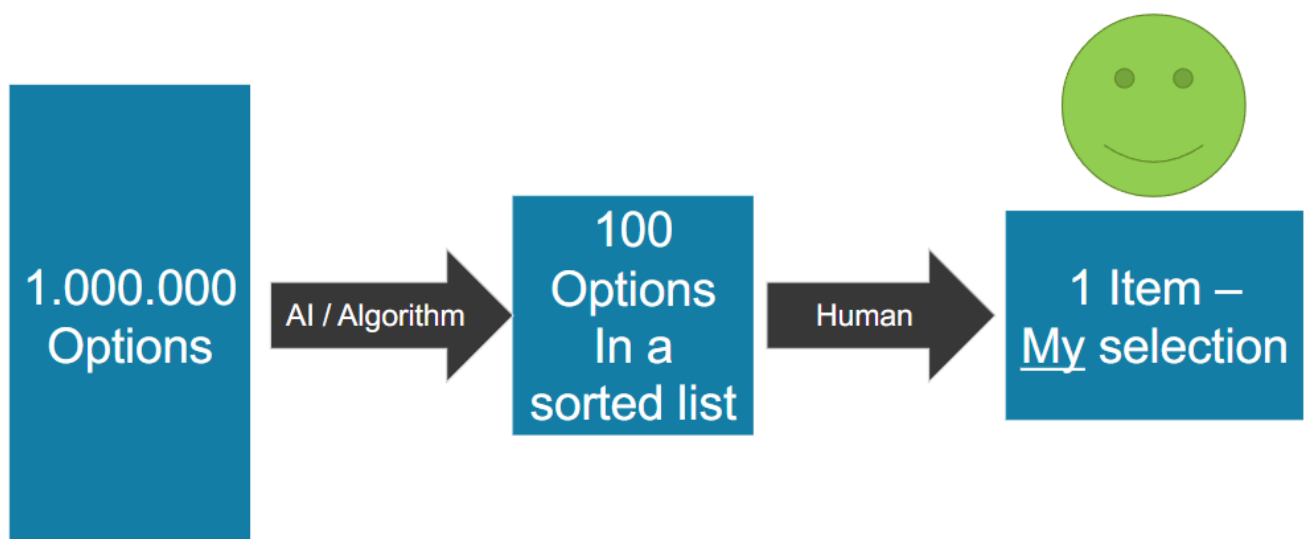 1.000.000
Options
AI / Algorithm
100
Options
In a
sorted list
Human
1 Item –
My selection